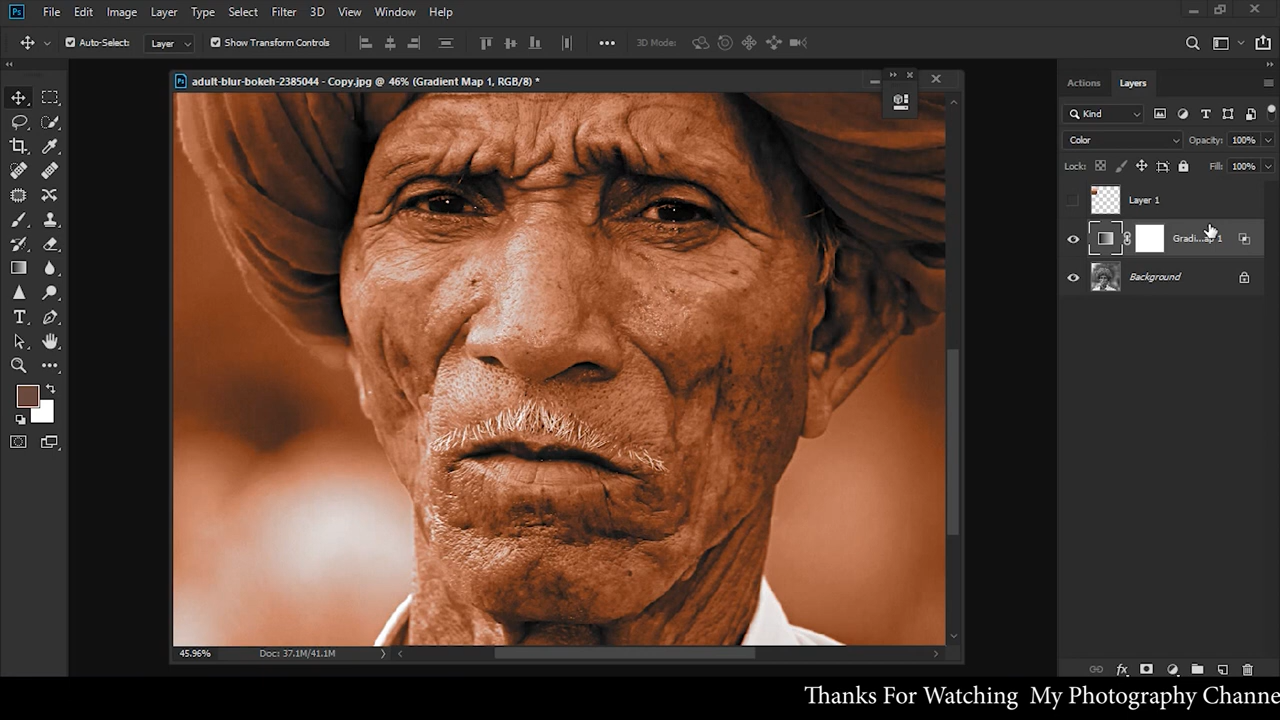 Ps File Edit Image Layer Type Select Filter 3D View Window Help
Auto-Select: Layer Show Transform Controls 3D Mode:
Ps adult-blur-bokeh-2385044 - Copy.jpg @ 46% (Gradient Map 1, RGB/8) *
Actions Layers
Kind T
Color Opacity: 100%
Lock: Fill: 100%
Layer 1
Gradi...ap 1
Background
T
45.96% Doc: 37.1M/41.1M
fx
Thanks For Watching My Photography Channe